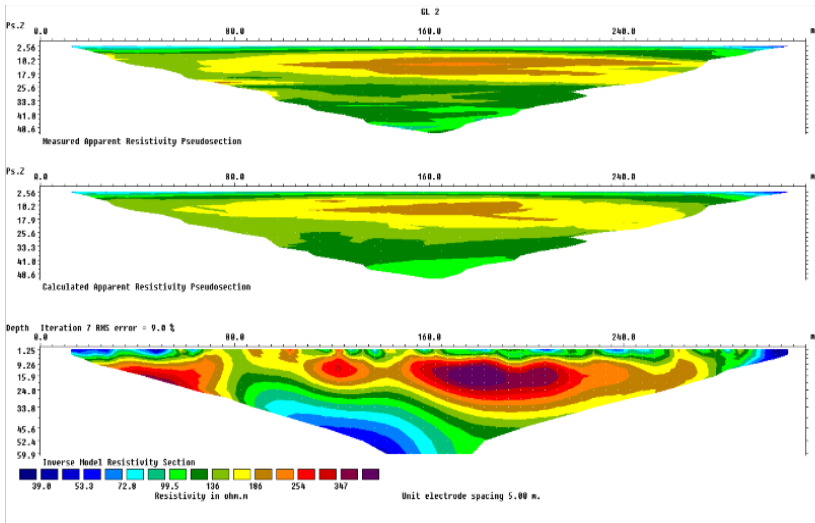 GL 2
Ps.Z 0.0 80.0 160.0 240.0 m
2.56
10.2
17.9
25.6
33.3
41.0
48.6
Measured Apparent Resistivity Pseudosection
Ps.Z 0.0 80.0 160.0 240.0 m
2.56
10.2
17.9
25.6
33.3
41.0
48.6
Calculated Apparent Resistivity Pseudosection
Depth Iteration 7 RMS error = 9.0 %
0.0 80.0 160.0 240.0 m
1.25
9.26
15.9
24.0
33.8
45.6
52.4
59.9
Inverse Model Resistivity Section
39.0 53.3 72.8 99.5 136 186 254 347
Resistivity in ohm.m Unit electrode spacing 5.00 m.